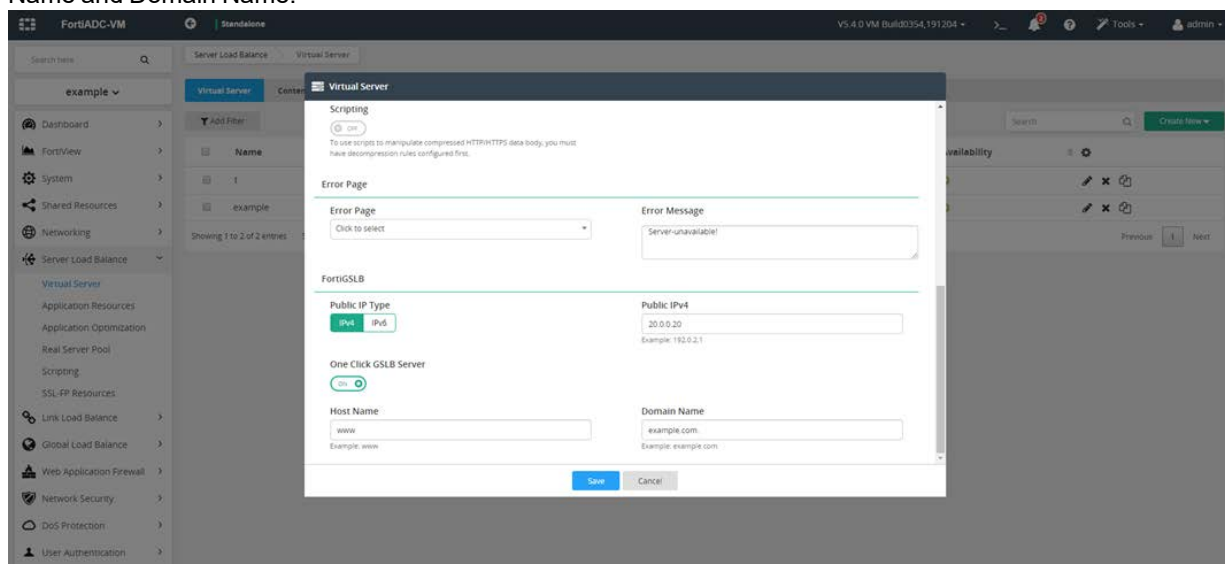 Name and Domain Name.
FortiADC-VM
Standalone
V5.4.0 VM Build0354,191204
>_
Tools
admin
Search here
Server Load Balance
Virtual Server
example
Virtual Server
Virtual Server
Dashboard
FortiView
System
Shared Resources
Networking
Server Load Balance
Virtual Server
Application Resources
Application Optimization
Real Server Pool
Scripting
SSL-FP Resources
Link Load Balance
Global Load Balance
Web Application Firewall
Network Security
DoS Protection
User Authentication
Add Filter
Search
Create New
Name
t
example
Showing 1 to 2 of 2 entries
Previous 1 Next
Scripting
Off
To use scripts to manipulate compressed HTTP/HTTPS data body, you must
have decompression rules configured first.
Error Page
Error Page
Error Message
Click to select
Server-unavailable!
FortiGSLB
Public IP Type
Public IPv4
IPv4 IPv6
20.0.0.20
Example: 192.0.2.1
One Click GSLB Server
ON
Host Name
Domain Name
www
example.com.
Example: www
Example: example.com.
Save
Cancel